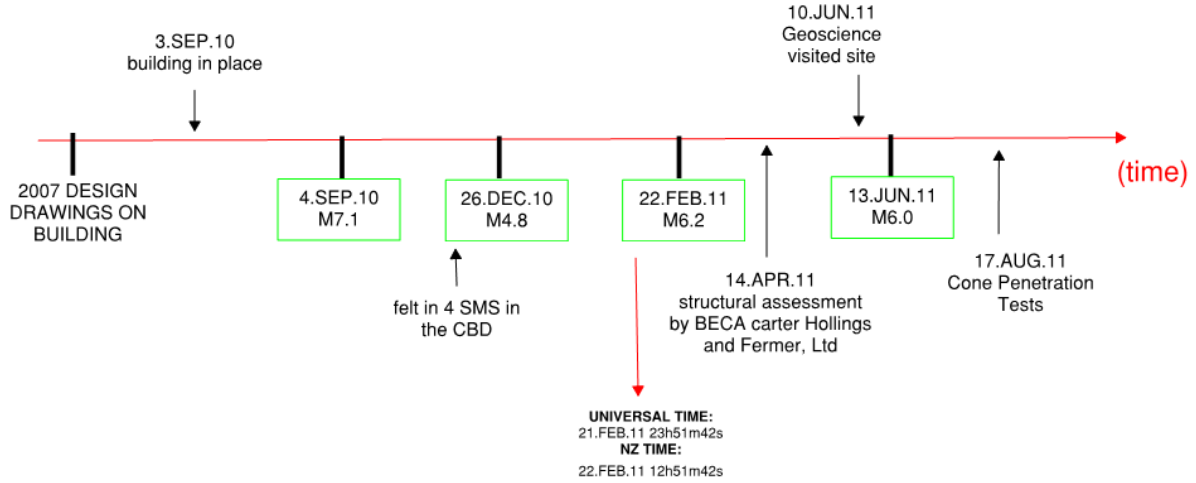 10.JUN.11
Geoscience
visited site
3.SEP.10
building in place
(time)
2007 DESIGN
DRAWINGS ON
BUILDING
4.SEP.10
M7.1
26.DEC.10
M4.8
22.FEB.11
M6.2
13.JUN.11
M6.0
felt in 4 SMS in
the CBD
14.APR.11
structural assessment
by BECA carter Hollings
and Fermer, Ltd
17.AUG.11
Cone Penetration
Tests
UNIVERSAL TIME:
21.FEB.11 23h51m42s
NZ TIME:
22.FEB.11 12h51m42s